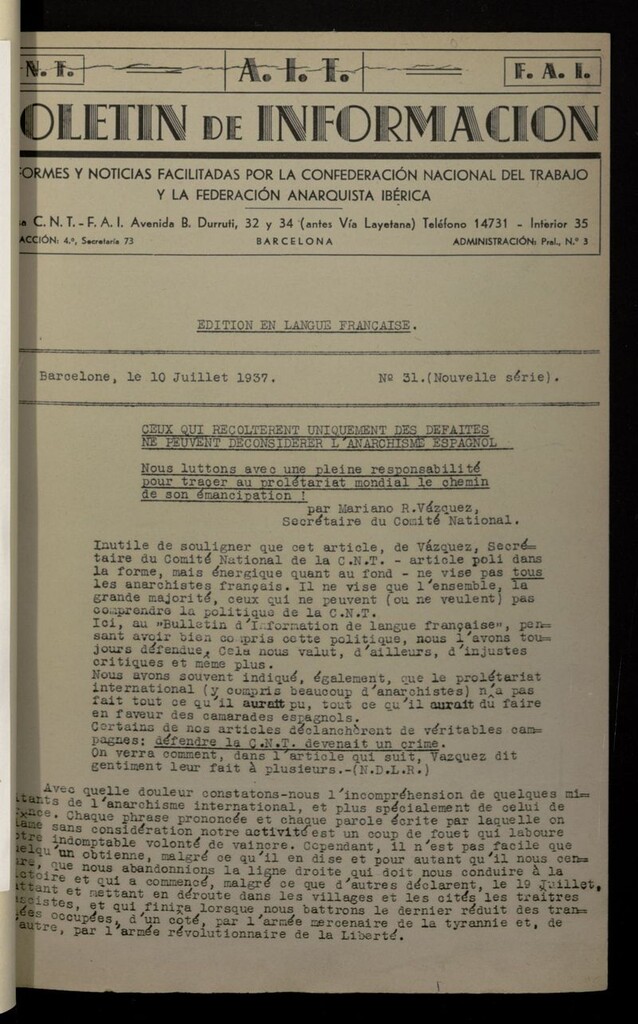 N. T.
A. I. T.
F. A. I.
OLETIN DE INFORMACION
ORMES Y NOTICIAS FACILITADAS POR LA CONFEDERACIÓN NACIONAL DEL TRABAJO
Y LA FEDERACIÓN ANARQUISTA IBÉRICA
a C. N. T. - F. A. I. Avenida B. Durruti, 32 y 34 (antes Vía Layetana) Teléfono 14731 - Interior 35
ACCIÓN: 4.º, Secretaría 73 BARCELONA ADMINISTRACIÓN: Pral., N.º 3
EDITION EN LANGUE FRANÇAISE.
Barcelone, le 10 Juillet 1937. Nº 31.(Nouvelle série).
CEUX QUI RECOLTERENT UNIQUEMENT DES DEFAITES
NE PEUVENT DECONSIDERER L'ANARCHISME ESPAGNOL
Nous luttons avec une pleine responsabilité
pour tracer au prolétariat mondial le chemin
de son émancipation !
par Mariano R.Vázquez,
Secrétaire du Comité National.
Inutile de souligner que cet article, de Vázquez, Secré=
taire du Comité National de la C.N.T. - article poli dans
la forme, mais énergique quant au fond - ne vise pas tous
les anarchistes français. Il ne vise que l'ensemble, la
grande majorité, ceux qui ne peuvent (ou ne veulent) pas
comprendre la politique de la C.N.T.
Ici, au "Bulletin d'Information de langue française", pen=
sant avoir bien compris cette politique, nous l'avons tou=
jours défendue. Cela nous valut, d'ailleurs, d'injustes
critiques et meme plus.
Nous avons souvent indiqué, également, que le prolétariat
international (y compris beaucoup d'anarchistes) n'a pas
fait tout ce qu'il aurait pu, tout ce qu'il aurait du faire
en faveur des camarades espagnols.
Certains de nos articles déclanchèrent de véritables cam=
pagnes: défendre la C.N.T. devenait un crime.
On verra comment, dans l'article qui suit, Vazquez dit
gentiment leur fait à plusieurs.-(N.D.L.R.)
Avec quelle douleur constatons-nous l'incompréhension de quelques mi=
itants de l'anarchisme international, et plus spécialement de celui de
ance. Chaque phrase prononcée et chaque parole écrite par laquelle on
lame sans considération notre activité est un coup de fouet qui laboure
otre indomptable volonté de vaincre. Cependant, il n'est pas facile que
elqu'un obtienne, malgré ce qu'il en dise et pour autant qu'il nous cen=
re, que nous abandonnions la ligne droite qui doit nous conduire à la
ctoire et qui a commencé, malgré ce que d'autres déclarent, le 19 Juillet,
ttant et mettant en déroute dans les villages et les cités les traitres
scistes, et qui finira lorsque nous battrons le dernier réduit des tran=
ées occupées, d'un coté, par l'armée mercenaire de la tyrannie et, de
autre, par l'armée révolutionnaire de la Liberté.